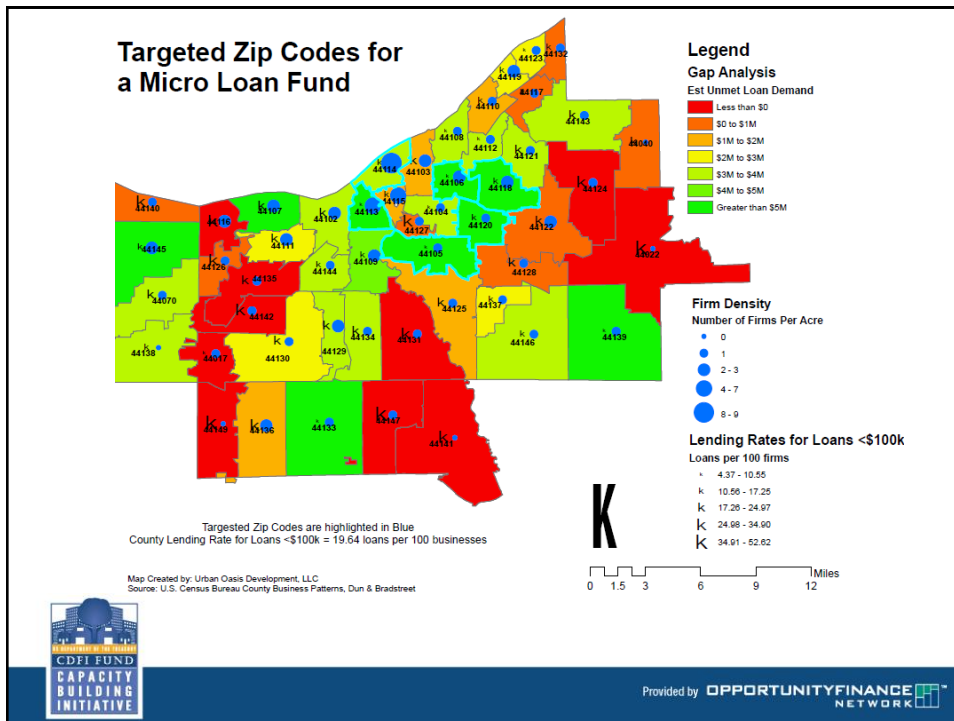 Targeted Zip Codes for
a Micro Loan Fund
Legend
Gap Analysis
Est Unmet Loan Demand
Less than $0
$0 to $1M
$1M to $2M
$2M to $3M
$3M to $4M
$4M to $5M
Greater than $5M
k 44123
k 44132
k 44119
k 44117
k 44110
k 44143
k 44108
k 44112
k 44121
k 44040
k 44114
k 44103
k 44106
k 44118
k 44124
k 44140
k 44116
k 44107
k 44102
k 44113
k 44115
k 44104
k 44127
k 44120
k 44122
k 44145
k 44111
k 44126
k 44144
k 44109
k 44105
k 44128
k 44022
k 44135
k 44070
k 44142
k 44125
k 44137
k 44138
k 44017
k 44130
k 44129
k 44134
k 44131
k 44146
k 44139
k 44149
k 44136
k 44133
k 44147
k 44141
Firm Density
Number of Firms Per Acre
0
1
2 - 3
4 - 7
8 - 9
Lending Rates for Loans <$100k
Loans per 100 firms
k 4.37 - 10.55
k 10.56 - 17.25
k 17.26 - 24.97
k 24.98 - 34.90
k 34.91 - 52.62
K
Miles
0 1.5 3 6 9 12
Targested Zip Codes are highlighted in Blue
County Lending Rate for Loans <$100k = 19.64 loans per 100 businesses
Map Created by: Urban Oasis Development, LLC
Source: U.S. Census Bureau County Business Patterns, Dun & Bradstreet
US DEPARTMENT OF THE TREASURY
CDFI FUND
CAPACITY
BUILDING
INITIATIVE
Provided by OPPORTUNITYFINANCE
NETWORK